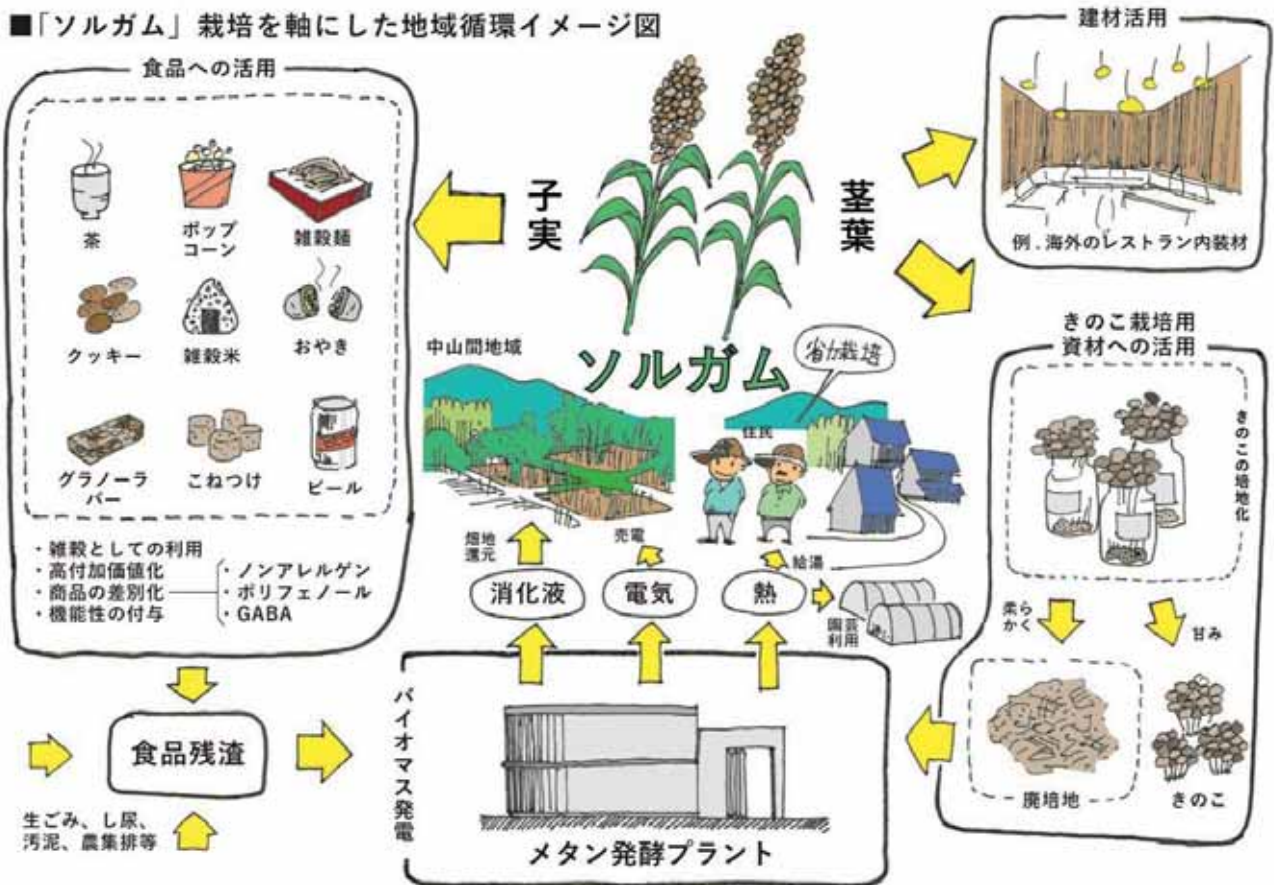 ■「ソルガム」栽培を軸にした地域循環イメージ図
食品への活用
茶
ポップ
コーン
雑穀麺
クッキー
雑穀米
おやき
グラノーラ
バー
こねつけ
ビール
・雑穀としての利用
・高付加価値化
・商品の差別化
・機能性の付与
・ノンアレルゲン
・ポリフェノール
・GABA
子実
茎葉
建材活用
例．海外のレストラン内装材
ソルガム
中山間地域
省力栽培
住民
きのこ栽培用
資材への活用
きのこの培地化
柔ら
かく
甘み
廃培地
きのこ
畑地
還元
売電
給湯
消化液
電気
熱
園芸
利用
バイオマス発電
メタン発酵プラント
食品残渣
生ごみ、し尿、
汚泥、農集排等